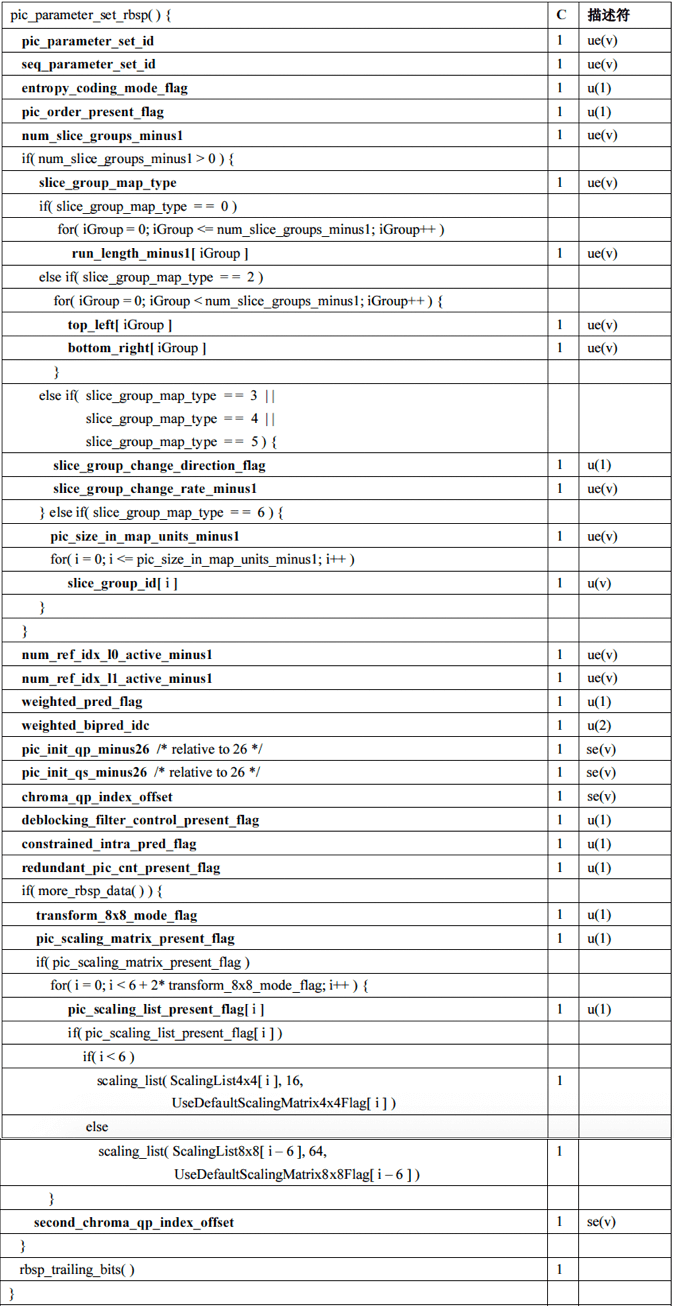 pic_parameter_set_rbsp( ) { C 描述符
pic_parameter_set_id 1 ue(v)
seq_parameter_set_id 1 ue(v)
entropy_coding_mode_flag 1 u(1)
pic_order_present_flag 1 u(1)
num_slice_groups_minus1 1 ue(v)
if( num_slice_groups_minus1 > 0 ) {
slice_group_map_type 1 ue(v)
if( slice_group_map_type = = 0 )
for( iGroup = 0; iGroup <= num_slice_groups_minus1; iGroup++ )
run_length_minus1[ iGroup ] 1 ue(v)
else if( slice_group_map_type = = 2 )
for( iGroup = 0; iGroup < num_slice_groups_minus1; iGroup++ ) {
top_left[ iGroup ] 1 ue(v)
bottom_right[ iGroup ] 1 ue(v)
}
else if( slice_group_map_type = = 3 | |
slice_group_map_type = = 4 | |
slice_group_map_type = = 5 ) {
slice_group_change_direction_flag 1 u(1)
slice_group_change_rate_minus1 1 ue(v)
} else if( slice_group_map_type = = 6 ) {
pic_size_in_map_units_minus1 1 ue(v)
for( i = 0; i <= pic_size_in_map_units_minus1; i++ )
slice_group_id[ i ] 1 u(v)
}
}
num_ref_idx_l0_active_minus1 1 ue(v)
num_ref_idx_l1_active_minus1 1 ue(v)
weighted_pred_flag 1 u(1)
weighted_bipred_idc 1 u(2)
pic_init_qp_minus26 /* relative to 26 */ 1 se(v)
pic_init_qs_minus26 /* relative to 26 */ 1 se(v)
chroma_qp_index_offset 1 se(v)
deblocking_filter_control_present_flag 1 u(1)
constrained_intra_pred_flag 1 u(1)
redundant_pic_cnt_present_flag 1 u(1)
if( more_rbsp_data( ) ) {
transform_8x8_mode_flag 1 u(1)
pic_scaling_matrix_present_flag 1 u(1)
if( pic_scaling_matrix_present_flag )
for( i = 0; i < 6 + 2* transform_8x8_mode_flag; i++ ) {
pic_scaling_list_present_flag[ i ] 1 u(1)
if( pic_scaling_list_present_flag[ i ] )
if( i < 6 )
scaling_list( ScalingList4x4[ i ], 16, 1
UseDefaultScalingMatrix4x4Flag[ i ] )
else
scaling_list( ScalingList8x8[ i – 6 ], 64, 1
UseDefaultScalingMatrix8x8Flag[ i – 6 ] )
}
second_chroma_qp_index_offset 1 se(v)
}
rbsp_trailing_bits( ) 1
}